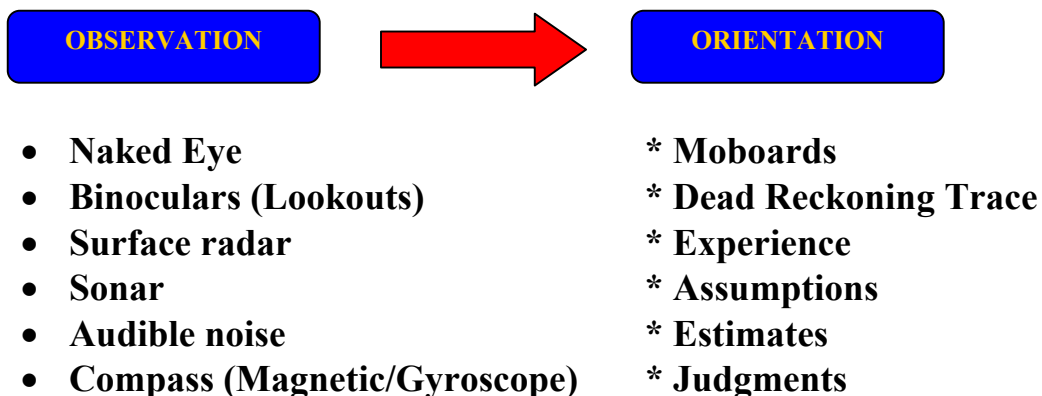 OBSERVATION
ORIENTATION
• Naked Eye
• Binoculars (Lookouts)
• Surface radar
• Sonar
• Audible noise
• Compass (Magnetic/Gyroscope)
* Moboards
* Dead Reckoning Trace
* Experience
* Assumptions
* Estimates
* Judgments